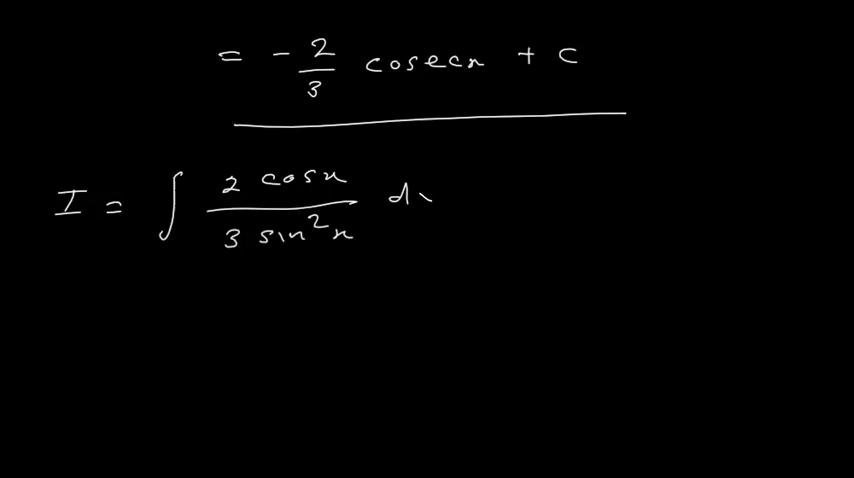 = - 2/3 cosecx + c
I = ∫ 2 cosx / 3 sin²x dx